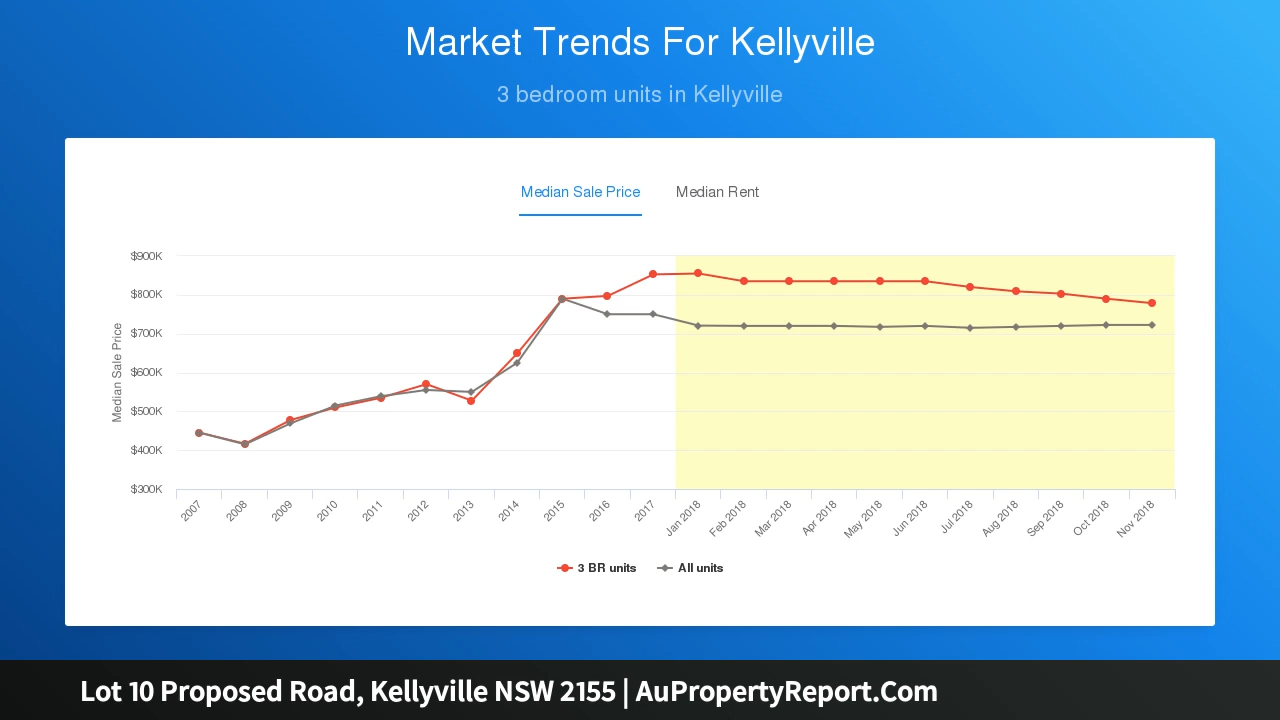 Market Trends For Kellyville
3 bedroom units in Kellyville
Median Sale Price Median Rent
Median Sale Price
$900K
$800K
$700K
$600K
$500K
$400K
$300K
2007 2008 2009 2010 2011 2012 2013 2014 2015 2016 2017 Jan 2018 Feb 2018 Mar 2018 Apr 2018 May 2018 Jun 2018 Jul 2018 Aug 2018 Sep 2018 Oct 2018 Nov 2018
3 BR units All units
Lot 10 Proposed Road, Kellyville NSW 2155 | AuPropertyReport.Com